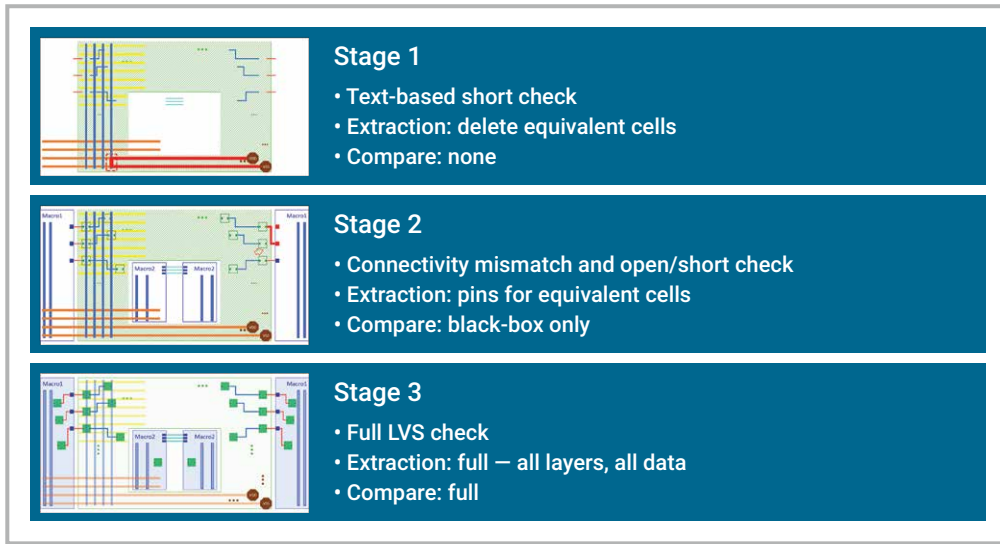 Stage 1
• Text-based short check
• Extraction: delete equivalent cells
• Compare: none
Macro1
Macro1
Macro2
Macro2
Stage 2
• Connectivity mismatch and open/short check
• Extraction: pins for equivalent cells
• Compare: black-box only
Macro1
Macro1
Macro2
Macro2
Stage 3
• Full LVS check
• Extraction: full — all layers, all data
• Compare: full